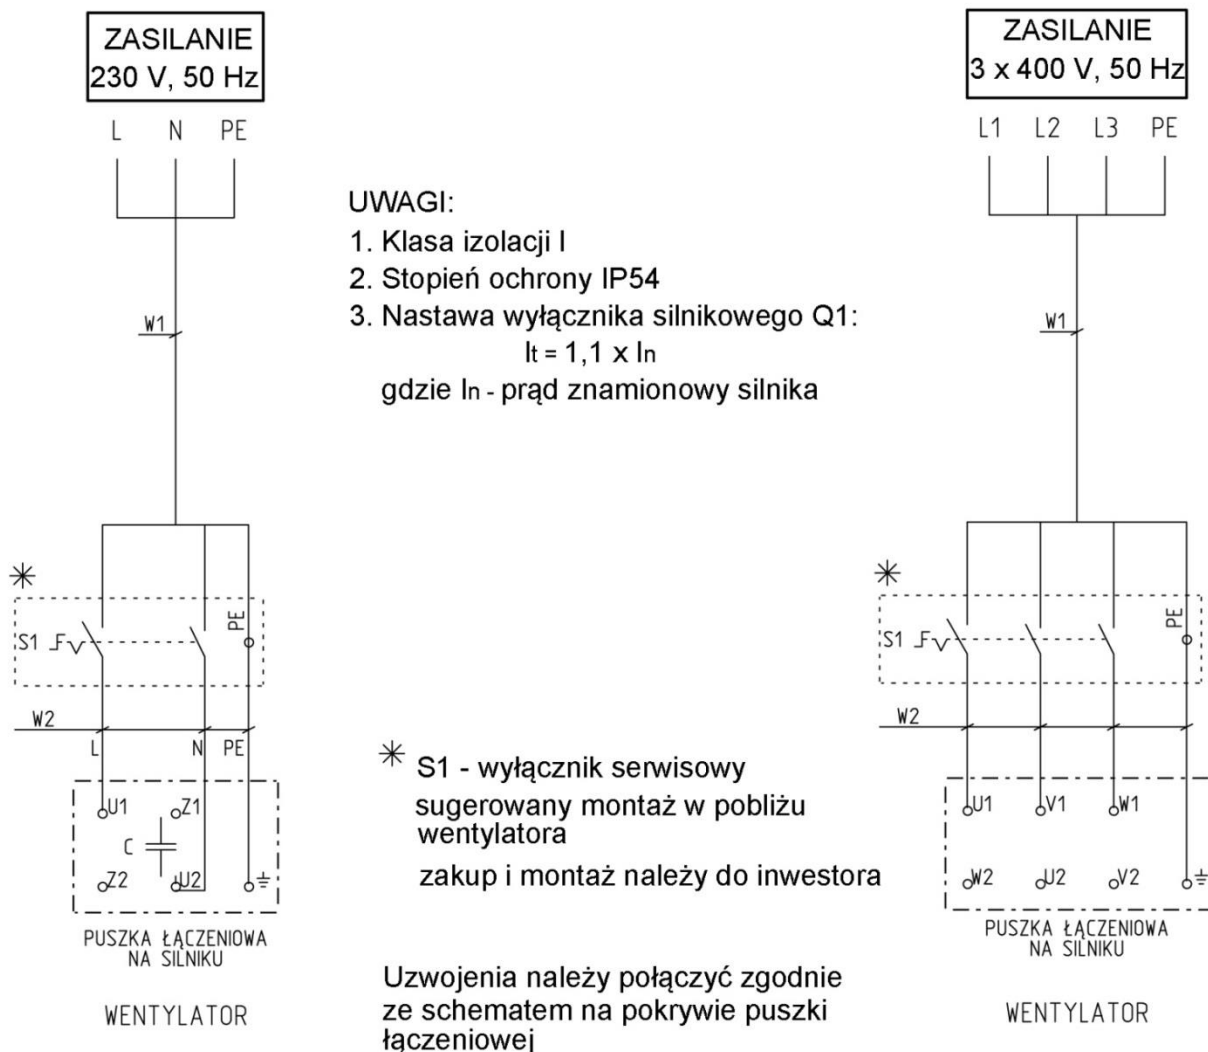 ZASILANIE
230 V, 50 Hz
L N PE
W1
PE
S1
W2
L N PE
U1 Z1
C
Z2 U2
PUSZKA ŁĄCZENIOWA
NA SILNIKU
WENTYLATOR
UWAGI:
1. Klasa izolacji I
2. Stopień ochrony IP54
3. Nastawa wyłącznika silnikowego Q1:
It = 1,1 x In
gdzie In - prąd znamionowy silnika
✳ S1 - wyłącznik serwisowy
sugerowany montaż w pobliżu
wentylatora
zakup i montaż należy do inwestora
Uzwojenia należy połączyć zgodnie
ze schematem na pokrywie puszki
łączeniowej
ZASILANIE
3 x 400 V, 50 Hz
L1 L2 L3 PE
W1
PE
S1
W2
U1 V1 W1
W2 U2 V2
PUSZKA ŁĄCZENIOWA
NA SILNIKU
WENTYLATOR